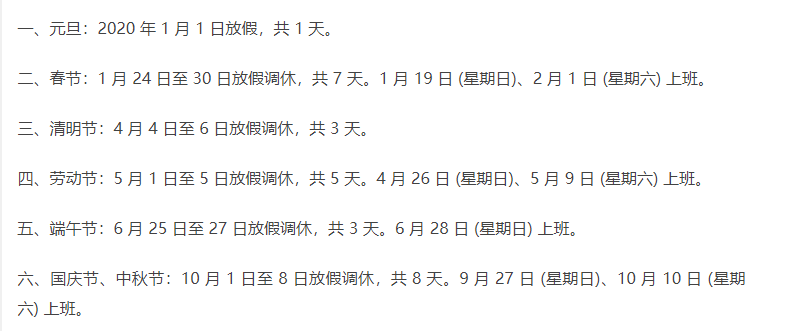 一、元旦：2020 年 1 月 1 日放假，共 1 天。
二、春节：1 月 24 日至 30 日放假调休，共 7 天。1 月 19 日 (星期日)、2 月 1 日 (星期六) 上班。
三、清明节：4 月 4 日至 6 日放假调休，共 3 天。
四、劳动节：5 月 1 日至 5 日放假调休，共 5 天。4 月 26 日 (星期日)、5 月 9 日 (星期六) 上班。
五、端午节：6 月 25 日至 27 日放假调休，共 3 天。6 月 28 日 (星期日) 上班。
六、国庆节、中秋节：10 月 1 日至 8 日放假调休，共 8 天。9 月 27 日 (星期日)、10 月 10 日 (星期
六) 上班。